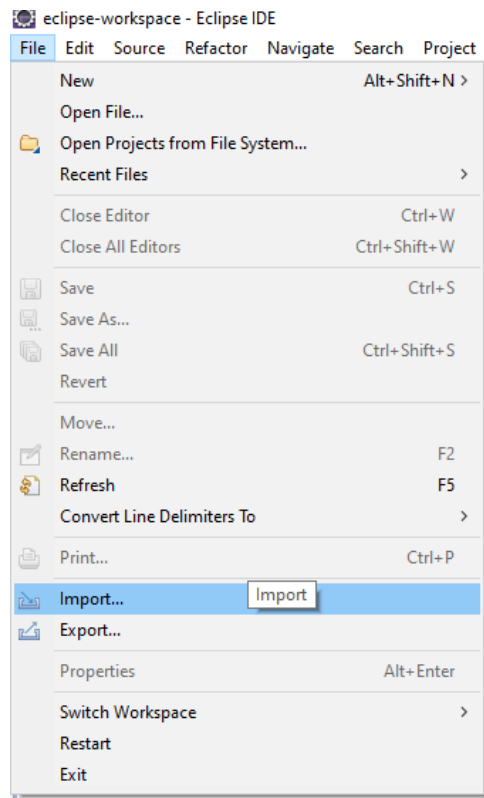 eclipse-workspace - Eclipse IDE
File Edit Source Refactor Navigate Search Project
New Alt+Shift+N >
Open File...
Open Projects from File System...
Recent Files >
Close Editor Ctrl+W
Close All Editors Ctrl+Shift+W
Save Ctrl+S
Save As...
Save All Ctrl+Shift+S
Revert
Move...
Rename... F2
Refresh F5
Convert Line Delimiters To >
Print... Ctrl+P
Import... Import
Export...
Properties Alt+Enter
Switch Workspace >
Restart
Exit